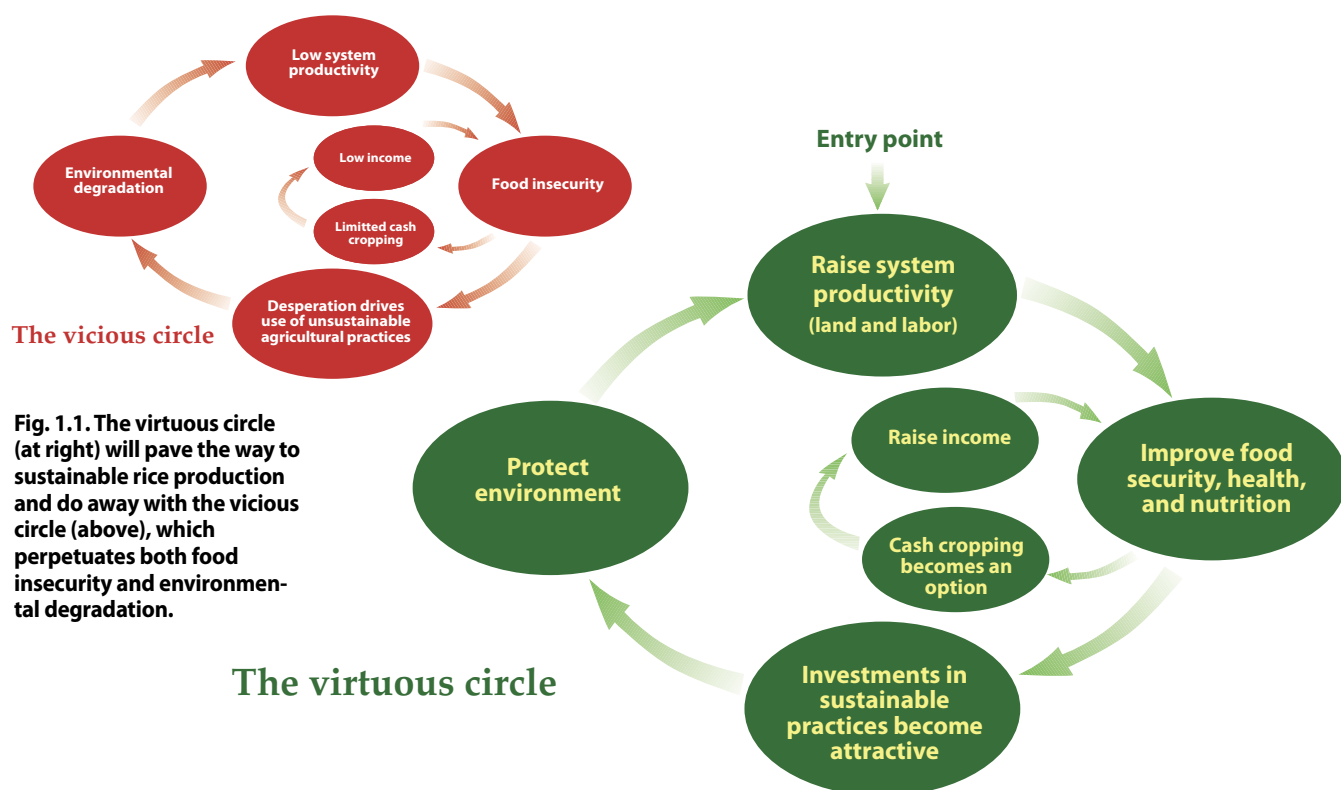 Low system
productivity
Environmental
degradation
Low income
Food insecurity
Limitted cash
cropping
Desperation drives
use of unsustainable
agricultural practices
The vicious circle
Fig. 1.1. The virtuous circle
(at right) will pave the way to
sustainable rice production
and do away with the vicious
circle (above), which
perpetuates both food
insecurity and environmen-
tal degradation.
Entry point
Raise system
productivity
(land and labor)
Raise income
Improve food
security, health,
and nutrition
Protect
environment
Cash cropping
becomes an
option
Investments in
sustainable
practices become
attractive
The virtuous circle